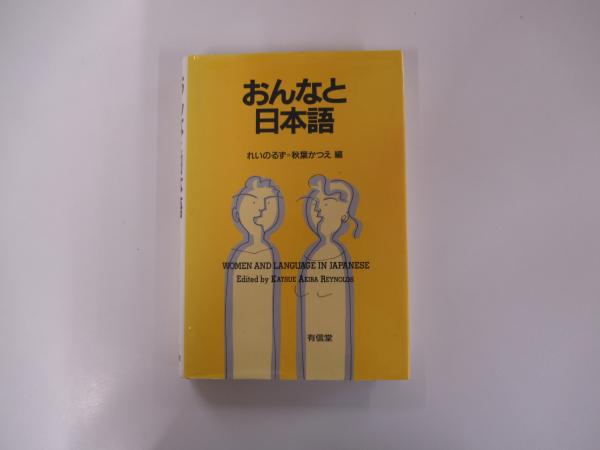 おんなと
日本語
れいのるず=秋葉かつえ 編
WOMEN AND LANGUAGE IN JAPANESE
Edited by KATSUE AKIBA REYNOLDS
有信堂